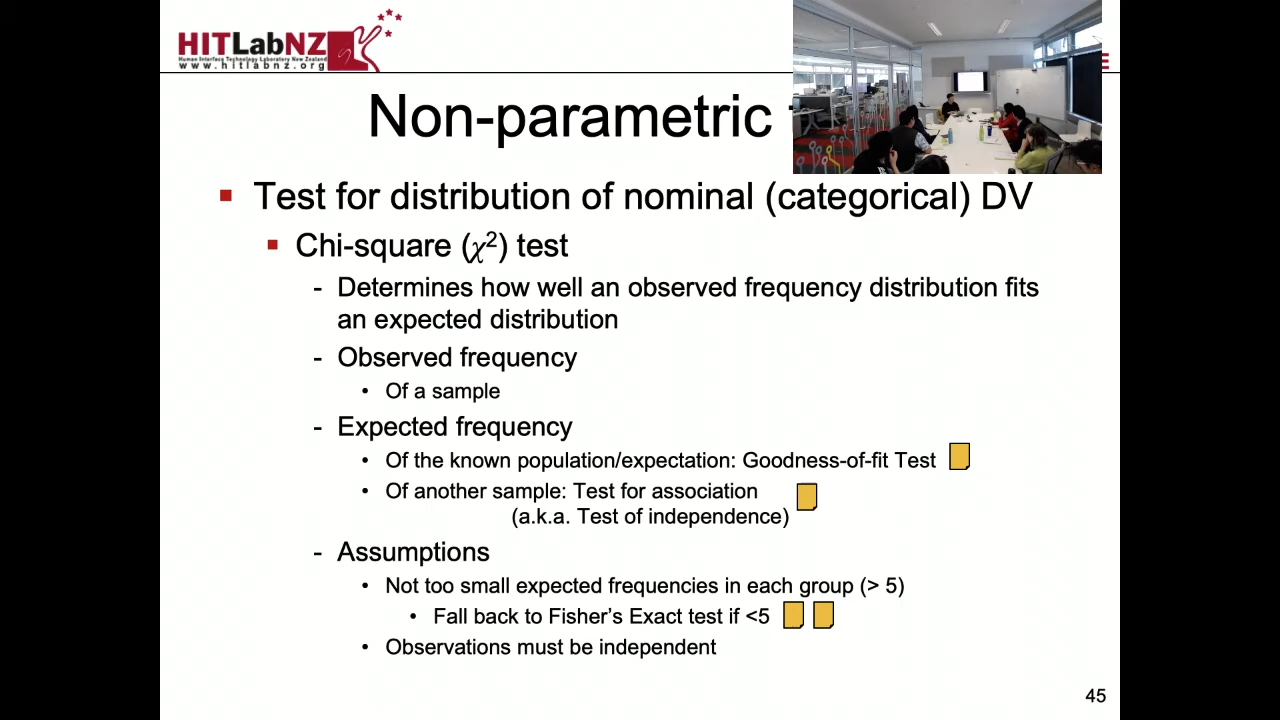 HITLabNZ
Human Interface Technology Laboratory New Zealand
www.hitlabnz.org
Non-parametric
▪ Test for distribution of nominal (categorical) DV
▪ Chi-square (χ²) test
- Determines how well an observed frequency distribution fits
an expected distribution
- Observed frequency
• Of a sample
- Expected frequency
• Of the known population/expectation: Goodness-of-fit Test
• Of another sample: Test for association
(a.k.a. Test of independence)
- Assumptions
• Not too small expected frequencies in each group (> 5)
• Fall back to Fisher's Exact test if <5
• Observations must be independent
45